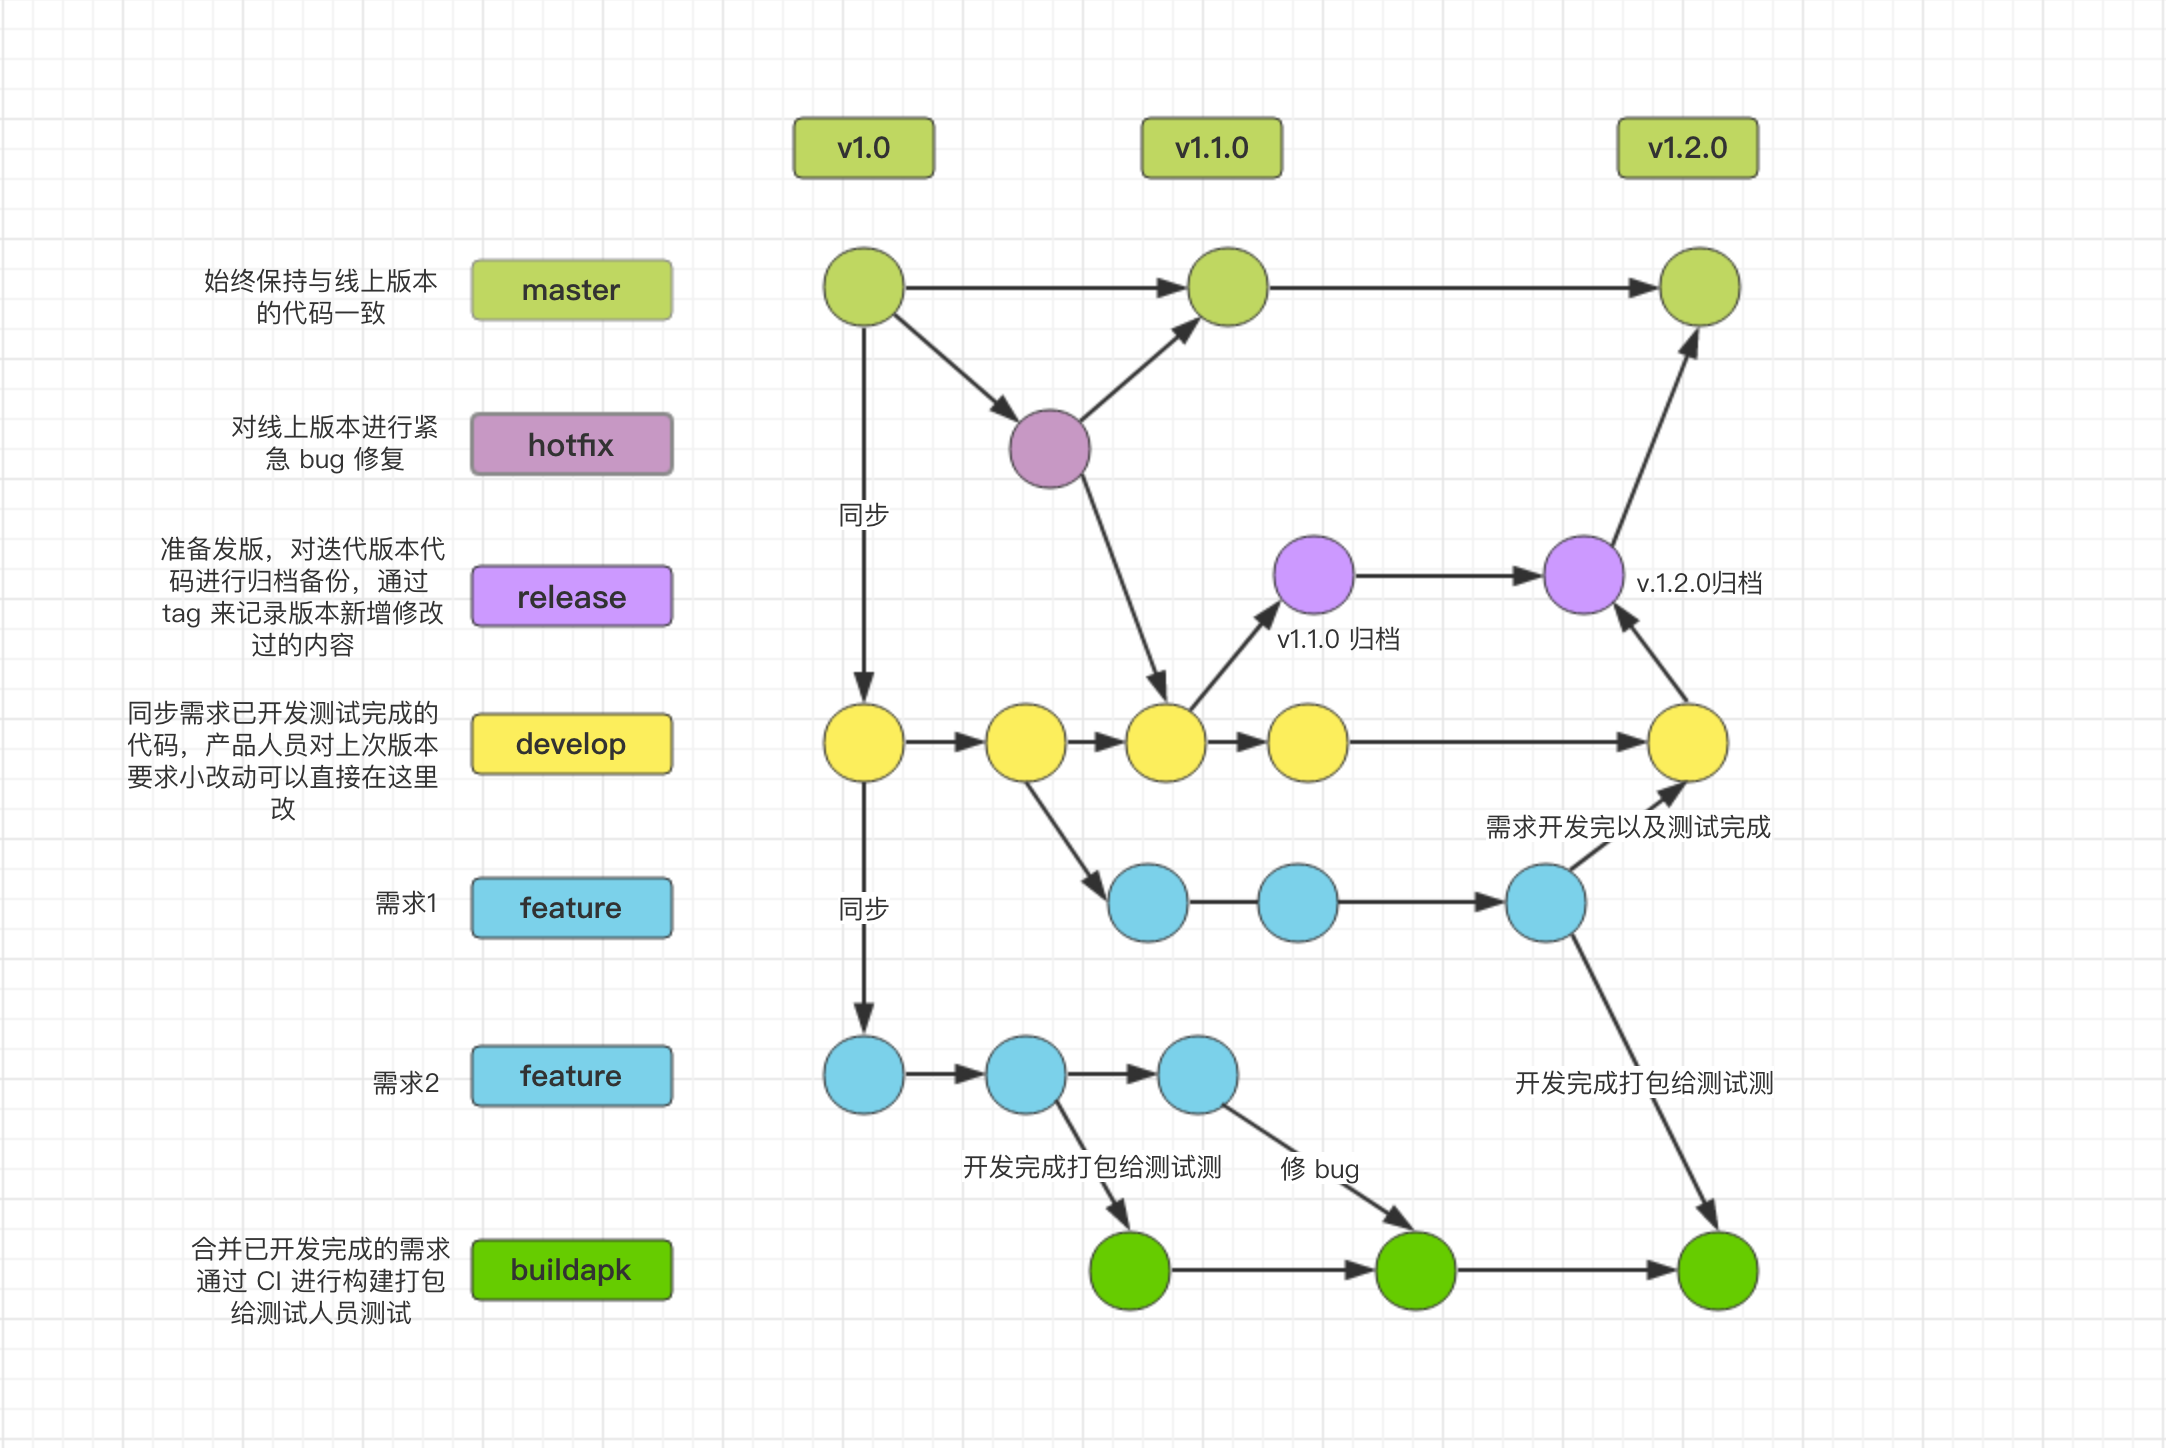 v1.0
v1.1.0
v1.2.0
始终保持与线上版本
的代码一致
master
对线上版本进行紧
急 bug 修复
hotfix
同步
准备发版，对迭代版本代
码进行归档备份，通过
tag 来记录版本新增修改
过的内容
release
v.1.2.0归档
v1.1.0 归档
同步需求已开发测试完成的
代码，产品人员对上次版本
要求小改动可以直接在这里
改
develop
需求开发完以及测试完成
需求1
feature
同步
需求2
feature
开发完成打包给测试测
开发完成打包给测试测
修 bug
合并已开发完成的需求
通过 CI 进行构建打包
给测试人员测试
buildapk